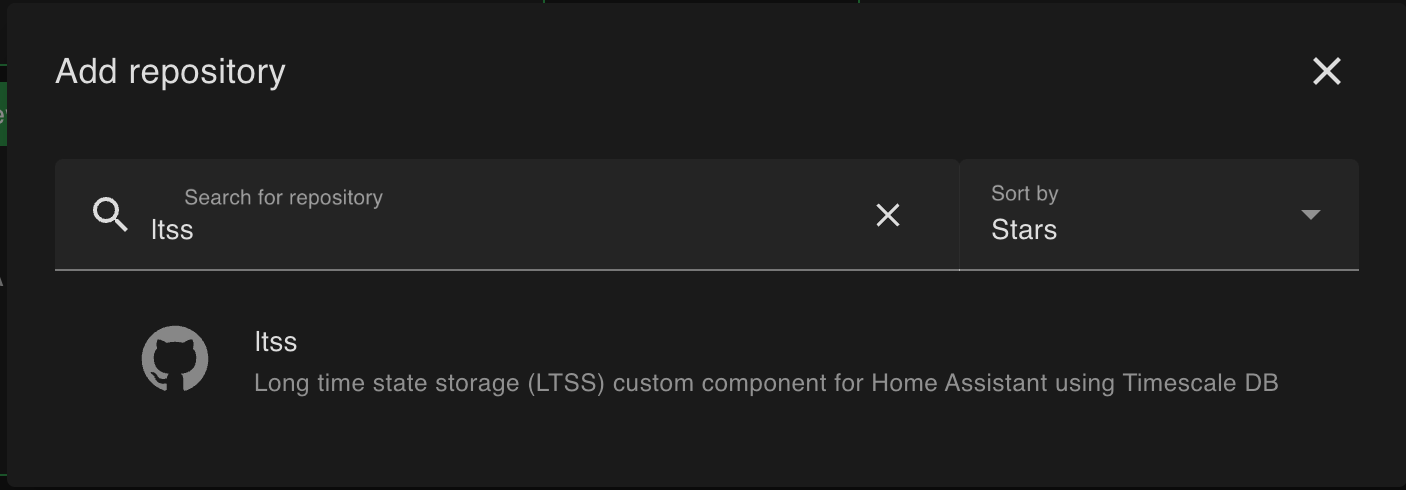 Add repository
Search for repository
ltss
Sort by
Stars
ltss
Long time state storage (LTSS) custom component for Home Assistant using Timescale DB